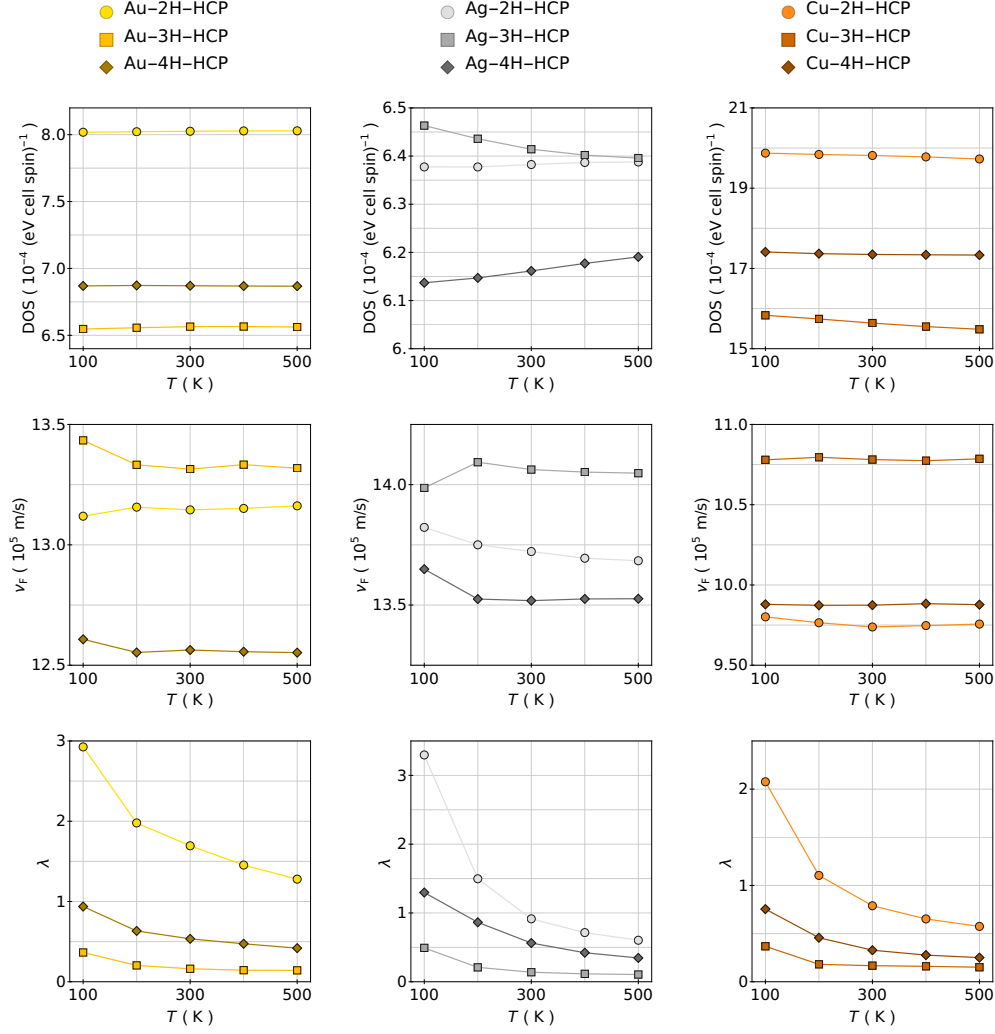 Au–2H–HCP Ag–2H–HCP Cu–2H–HCP
Au–3H–HCP Ag–3H–HCP Cu–3H–HCP
Au–4H–HCP Ag–4H–HCP Cu–4H–HCP
DOS ( 10⁻⁴ (eV cell spin)⁻¹ )
8.0
7.5
7.0
6.5
100 300 500
T ( K )
DOS ( 10⁻⁴ (eV cell spin)⁻¹ )
6.5
6.4
6.2
6.1
6.
100 300 500
T ( K )
DOS ( 10⁻⁴ (eV cell spin)⁻¹ )
21
19
17
15
100 300 500
T ( K )
v_F ( 10⁵ m/s)
13.5
13.0
12.5
100 300 500
T ( K )
v_F ( 10⁵ m/s)
14.0
13.5
100 300 500
T ( K )
v_F ( 10⁵ m/s)
11.0
10.5
10.0
9.50
100 300 500
T ( K )
λ
3
2
1
0
100 300 500
T ( K )
λ
3
2
1
0
100 300 500
T ( K )
λ
2
1
0
100 300 500
T ( K )